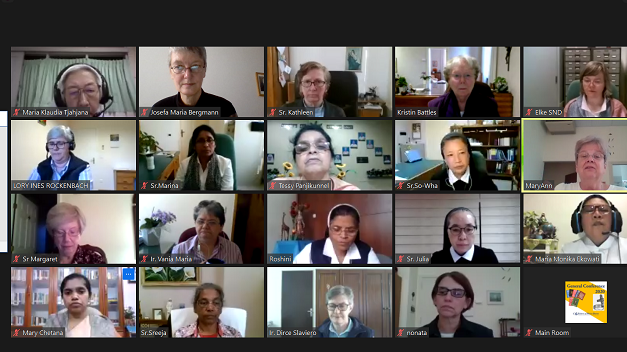 Maria Klaudia Tjahjana
Josefa Maria Bergmann
Sr. Kathleen
Kristin Battles
Elke SND
LORY INES ROCKENBACH
Sr.Marina
Tessy Panjikunnel
Sr.So-Wha
MaryAnn
Sr Margaret
Ir. Vania Maria
Roshini
Sr. Julia
Maria Monika Ekowati
Mary Chetana
Sr.Sreeja
Ir. Dirce Slaviero
nonata
General Conference
2020
Main Room